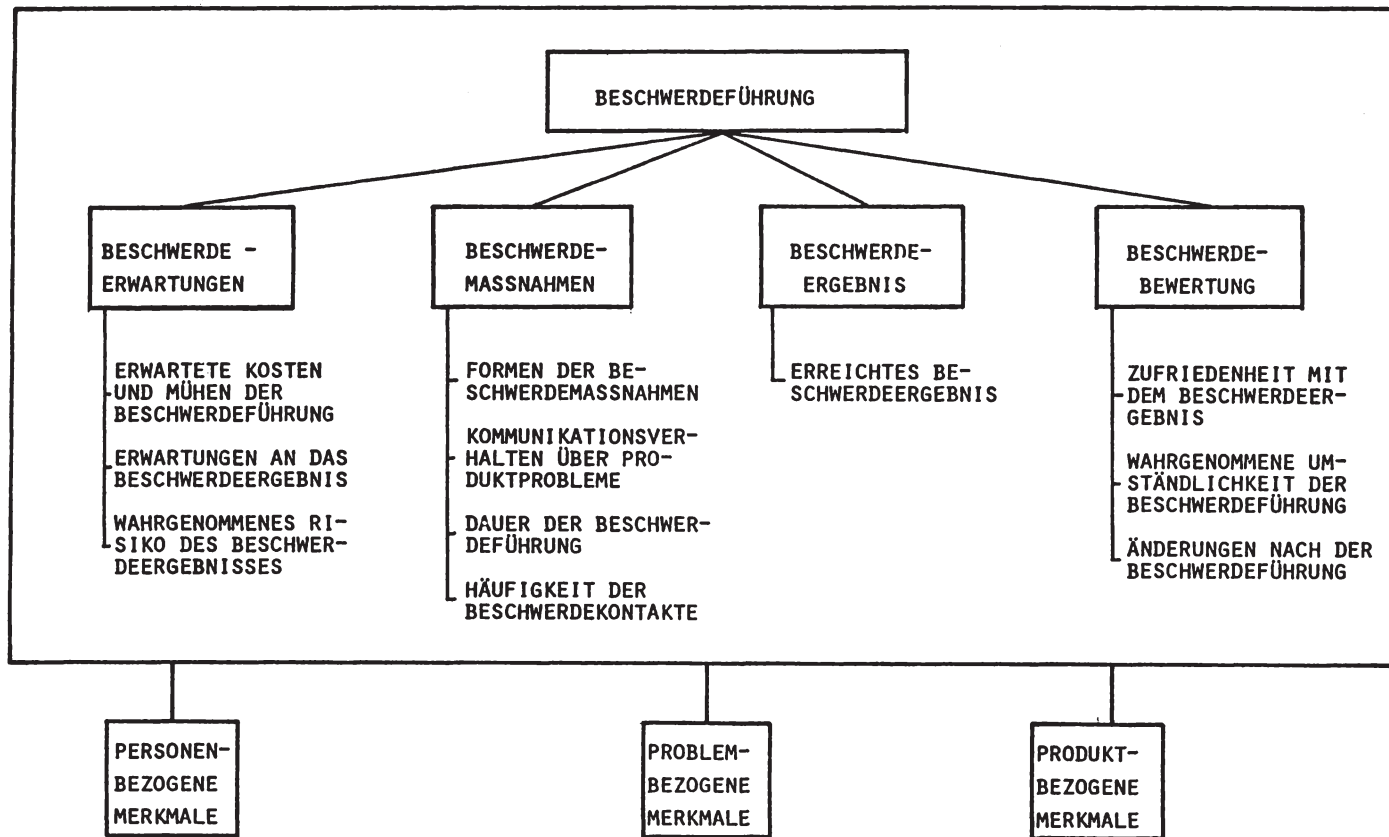 BESCHWERDEFÜHRUNG
BESCHWERDE -
ERWARTUNGEN
ERWARTETE KOSTEN
UND MÜHEN DER
BESCHWERDEFÜHRUNG
ERWARTUNGEN AN DAS
BESCHWERDEERGEBNIS
WAHRGENOMMENES RI-
SIKO DES BESCHWER-
DEERGEBNISSES
BESCHWERDE-
MASSNAHMEN
FORMEN DER BE-
SCHWERDEMASSNAHMEN
KOMMUNIKATIONSVER-
HALTEN ÜBER PRO-
DUKTPROBLEME
DAUER DER BESCHWER-
DEFÜHRUNG
HÄUFIGKEIT DER
BESCHWERDEKONTAKTE
BESCHWERDE-
ERGEBNIS
ERREICHTES BE-
SCHWERDEERGEBNIS
BESCHWERDE-
BEWERTUNG
ZUFRIEDENHEIT MIT
DEM BESCHWERDEER-
GEBNIS
WAHRGENOMMENE UM-
STÄNDLICHKEIT DER
BESCHWERDEFÜHRUNG
ÄNDERUNGEN NACH DER
BESCHWERDEFÜHRUNG
PERSONEN-
BEZOGENE
MERKMALE
PROBLEM-
BEZOGENE
MERKMALE
PRODUKT-
BEZOGENE
MERKMALE